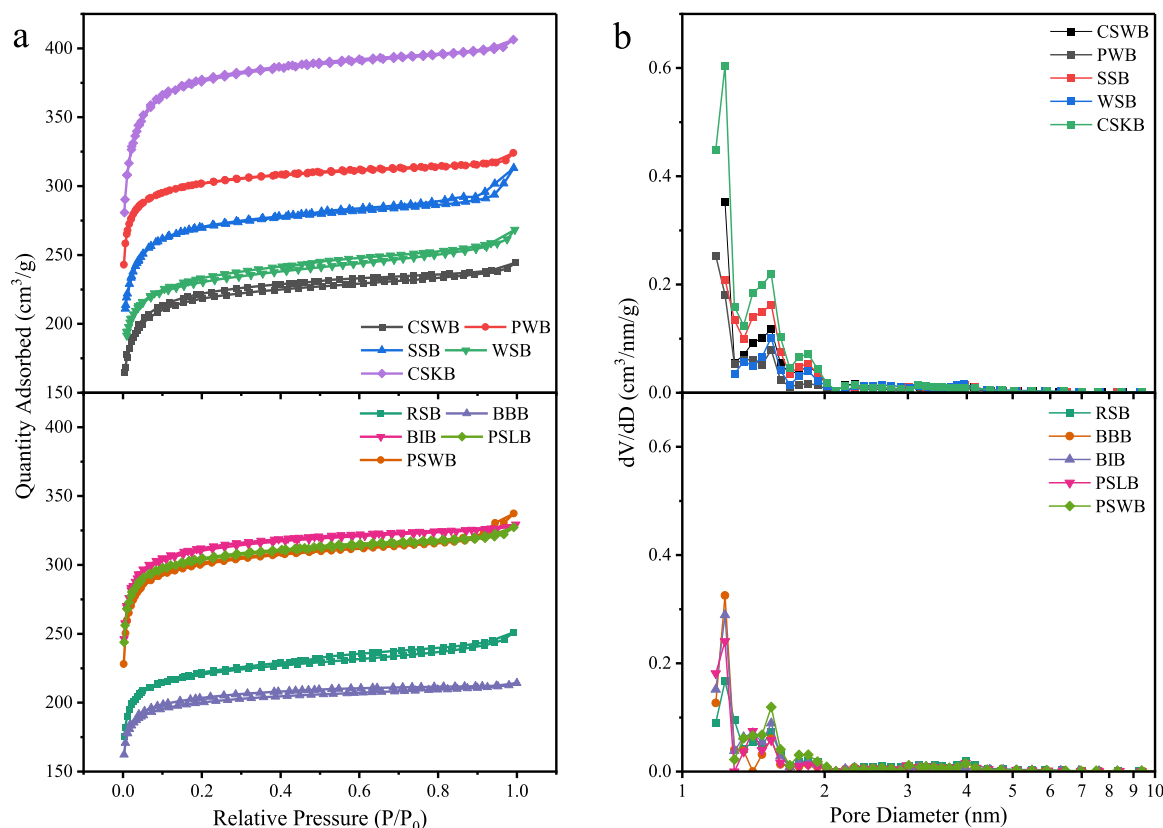 a
400
350
300
250
200
150
CSWB PWB
SSB WSB
CSKB
400
350
300
250
200
150
RSB BBB
BIB PSLB
PSWB
0.0 0.2 0.4 0.6 0.8 1.0
Relative Pressure (P/P0)
Quantity Adsorbed (cm3/g)
b
0.6
0.4
0.2
0.0
CSWB
PWB
SSB
WSB
CSKB
0.6
0.4
0.2
0.0
RSB
BBB
BIB
PSLB
PSWB
1 2 3 4 5 6 7 8 9 10
Pore Diameter (nm)
dV/dD (cm3/nm/g)